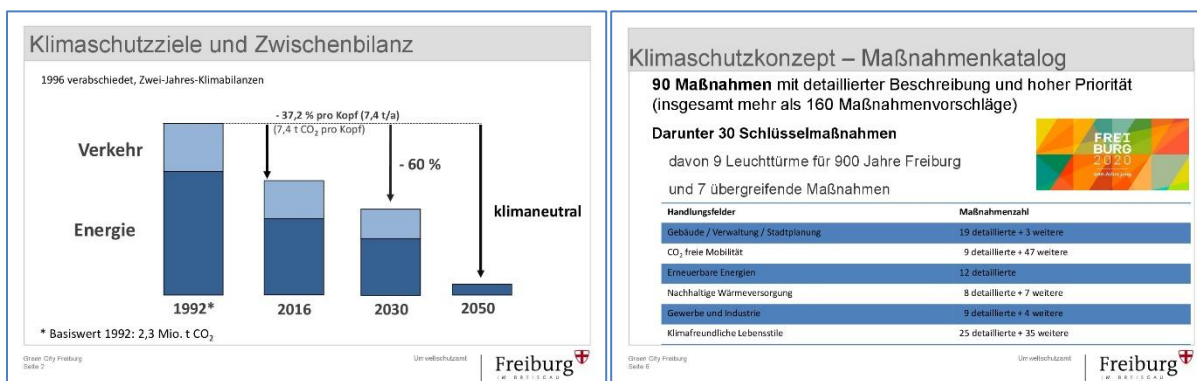 Klimaschutzziele und Zwischenbilanz
1996 verabschiedet, Zwei-Jahres-Klimabilanzen
- 37,2 % pro Kopf (7,4 t/a)
(7,4 t CO₂ pro Kopf)
Verkehr
- 60 %
klimaneutral
Energie
1992*
2016
2030
2050
* Basiswert 1992: 2,3 Mio. t CO₂
Green City Freiburg
Seite 2
Umweltschutzamt
Freiburg
IM BREISGAU
Klimaschutzkonzept – Maßnahmenkatalog
90 Maßnahmen mit detaillierter Beschreibung und hoher Priorität
(insgesamt mehr als 160 Maßnahmenvorschläge)
Darunter 30 Schlüsselmaßnahmen
davon 9 Leuchttürme für 900 Jahre Freiburg
und 7 übergreifende Maßnahmen
FREI
BURG
2020
Handlungsfelder Maßnahmenzahl
Gebäude / Verwaltung / Stadtplanung 19 detaillierte + 3 weitere
CO₂ freie Mobilität 9 detaillierte + 47 weitere
Erneuerbare Energien 12 detaillierte
Nachhaltige Wärmeversorgung 8 detaillierte + 7 weitere
Gewerbe und Industrie 9 detaillierte + 4 weitere
Klimafreundliche Lebensstile 25 detaillierte + 35 weitere
Green City Freiburg
Seite 6
Umweltschutzamt
Freiburg
IM BREISGAU